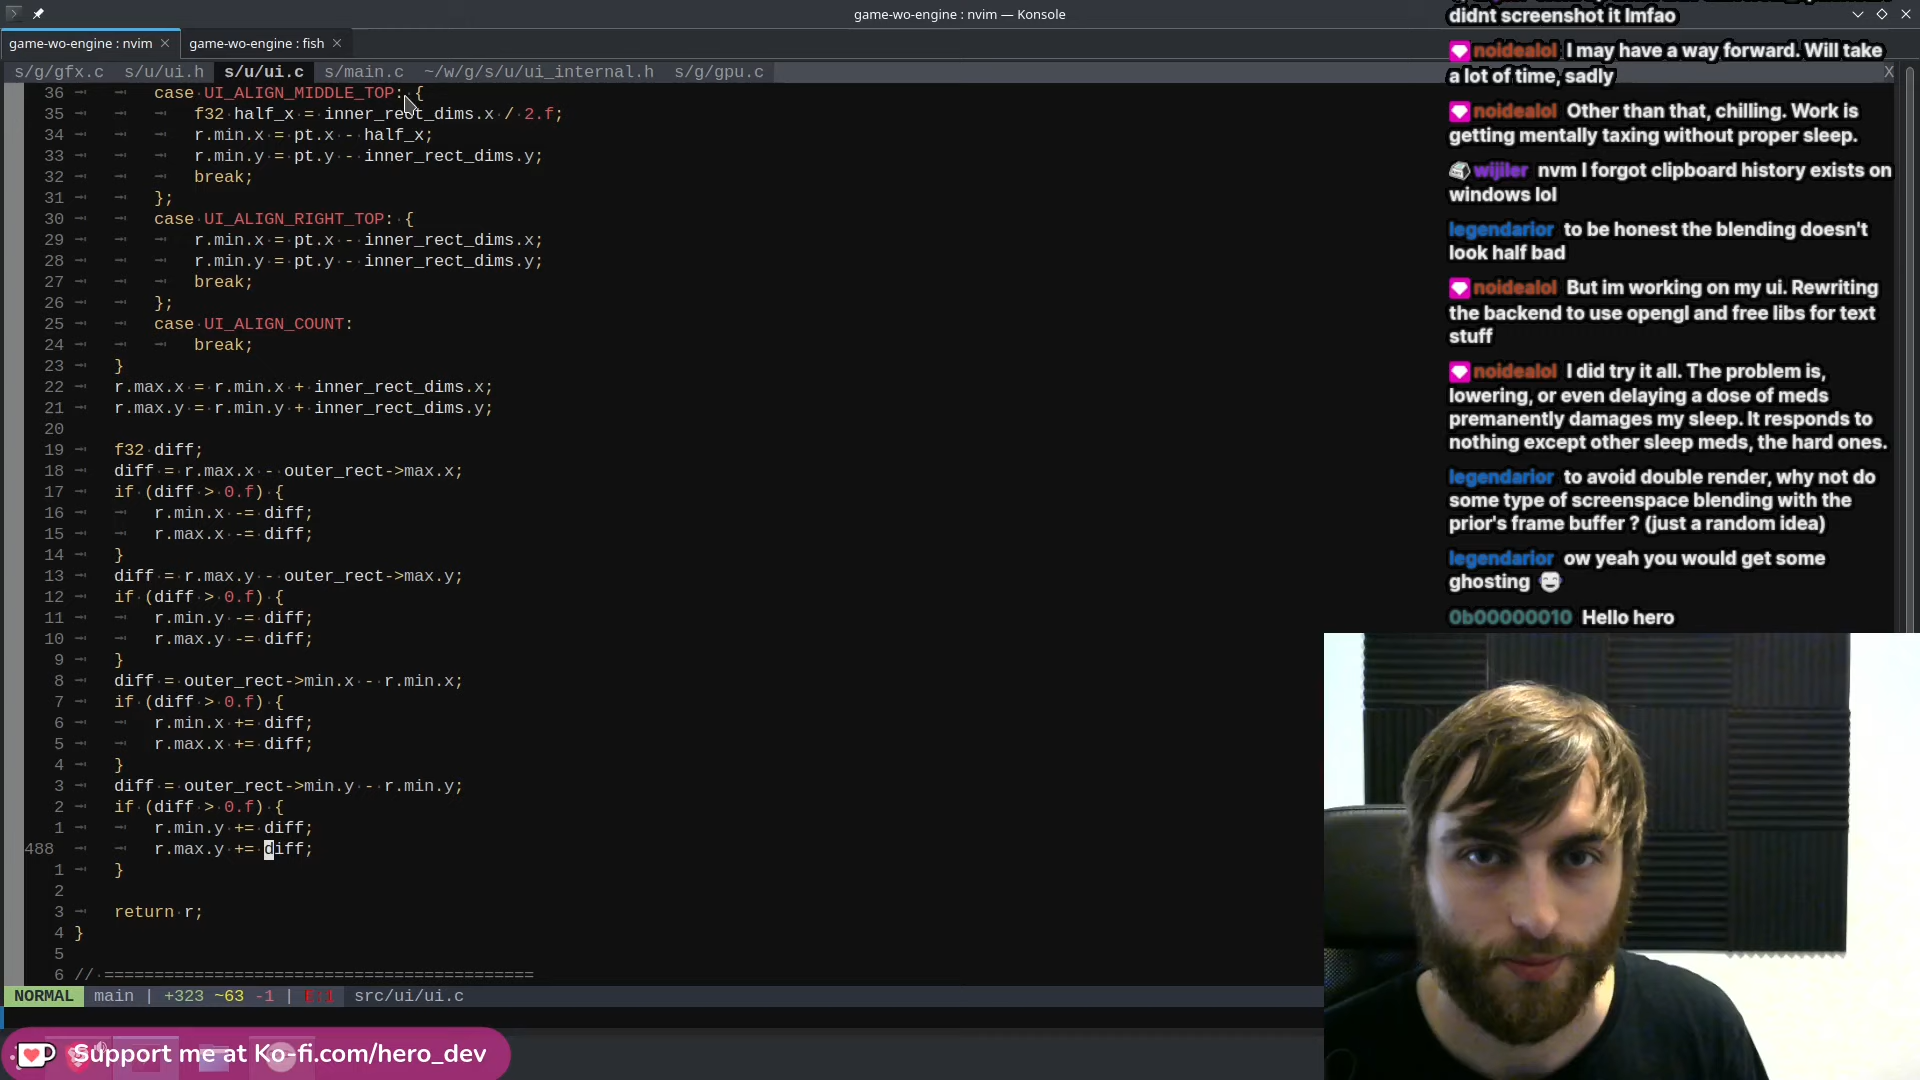 game-wo-engine : nvim — Konsole
game-wo-engine : nvim
game-wo-engine : fish
s/g/gfx.c s/u/ui.h s/u/ui.c s/main.c ~/w/g/s/u/ui_internal.h s/g/gpu.c X
36 case UI_ALIGN_MIDDLE_TOP: {
35 f32 half_x = inner_rect_dims.x / 2.f;
34 r.min.x = pt.x - half_x;
33 r.min.y = pt.y - inner_rect_dims.y;
32 break;
31 };
30 case UI_ALIGN_RIGHT_TOP: {
29 r.min.x = pt.x - inner_rect_dims.x;
28 r.min.y = pt.y - inner_rect_dims.y;
27 break;
26 };
25 case UI_ALIGN_COUNT:
24 break;
23 }
22 r.max.x = r.min.x + inner_rect_dims.x;
21 r.max.y = r.min.y + inner_rect_dims.y;
20
19 f32 diff;
18 diff = r.max.x - outer_rect->max.x;
17 if (diff > 0.f) {
16 r.min.x -= diff;
15 r.max.x -= diff;
14 }
13 diff = r.max.y - outer_rect->max.y;
12 if (diff > 0.f) {
11 r.min.y -= diff;
10 r.max.y -= diff;
9 }
8 diff = outer_rect->min.x - r.min.x;
7 if (diff > 0.f) {
6 r.min.x += diff;
5 r.max.x += diff;
4 }
3 diff = outer_rect->min.y - r.min.y;
2 if (diff > 0.f) {
1 r.min.y += diff;
488 r.max.y += diff;
1 }
2
3 return r;
4 }
5
6 // ===========================================
NORMAL main | +323 ~63 -1 | E:1 src/ui/ui.c
Support me at Ko-fi.com/hero_dev
didnt screenshot it lmfao
noidealol I may have a way forward. Will take
a lot of time, sadly
noidealol Other than that, chilling. Work is
getting mentally taxing without proper sleep.
wijiler nvm I forgot clipboard history exists on
windows lol
legendarior to be honest the blending doesn't
look half bad
noidealol But im working on my ui. Rewriting
the backend to use opengl and free libs for text
stuff
noidealol I did try it all. The problem is,
lowering, or even delaying a dose of meds
premanently damages my sleep. It responds to
nothing except other sleep meds, the hard ones.
legendarior to avoid double render, why not do
some type of screenspace blending with the
prior's frame buffer ? (just a random idea)
legendarior ow yeah you would get some
ghosting
0b00000010 Hello hero